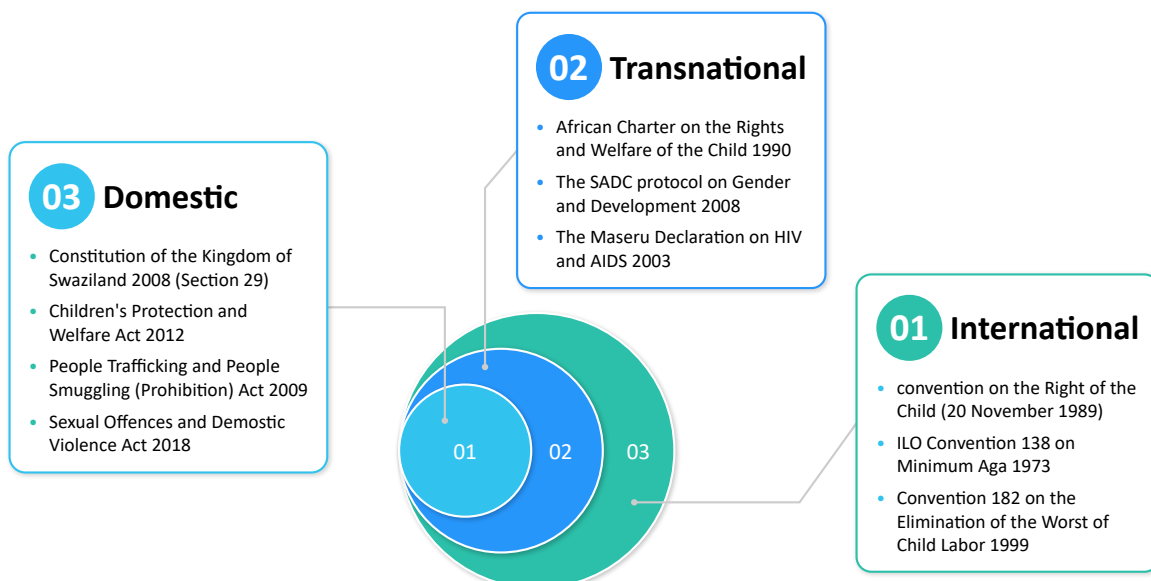 02 Transnational
• African Charter on the Rights
and Welfare of the Child 1990
• The SADC protocol on Gender
and Development 2008
• The Maseru Declaration on HIV
and AIDS 2003
03 Domestic
• Constitution of the Kingdom of
Swaziland 2008 (Section 29)
• Children's Protection and
Welfare Act 2012
• People Trafficking and People
Smuggling (Prohibition) Act 2009
• Sexual Offences and Demostic
Violence Act 2018
01 International
• convention on the Right of the
Child (20 November 1989)
• ILO Convention 138 on
Minimum Aga 1973
• Convention 182 on the
Elimination of the Worst of
Child Labor 1999
01 02 03